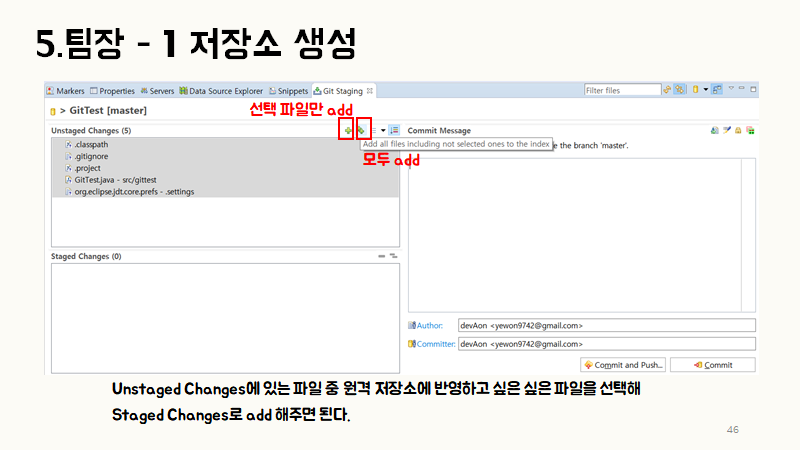 5.팀장 - 1 저장소 생성
Markers Properties Servers Data Source Explorer Snippets Git Staging
Filter files
> GitTest [master]
선택 파일만 add
Unstaged Changes (5)
Commit Message
Add all files including not selected ones to the index
e the branch 'master'.
모두 add
.classpath
.gitignore
.project
GitTest.java - src/gittest
org.eclipse.jdt.core.prefs - .settings
Staged Changes (0)
Author: devAon <yewon9742@gmail.com>
Committer: devAon <yewon9742@gmail.com>
Commit and Push...
Commit
Unstaged Changes에 있는 파일 중 원격 저장소에 반영하고 싶은 싶은 파일을 선택해
Staged Changes로 add 해주면 된다.
46